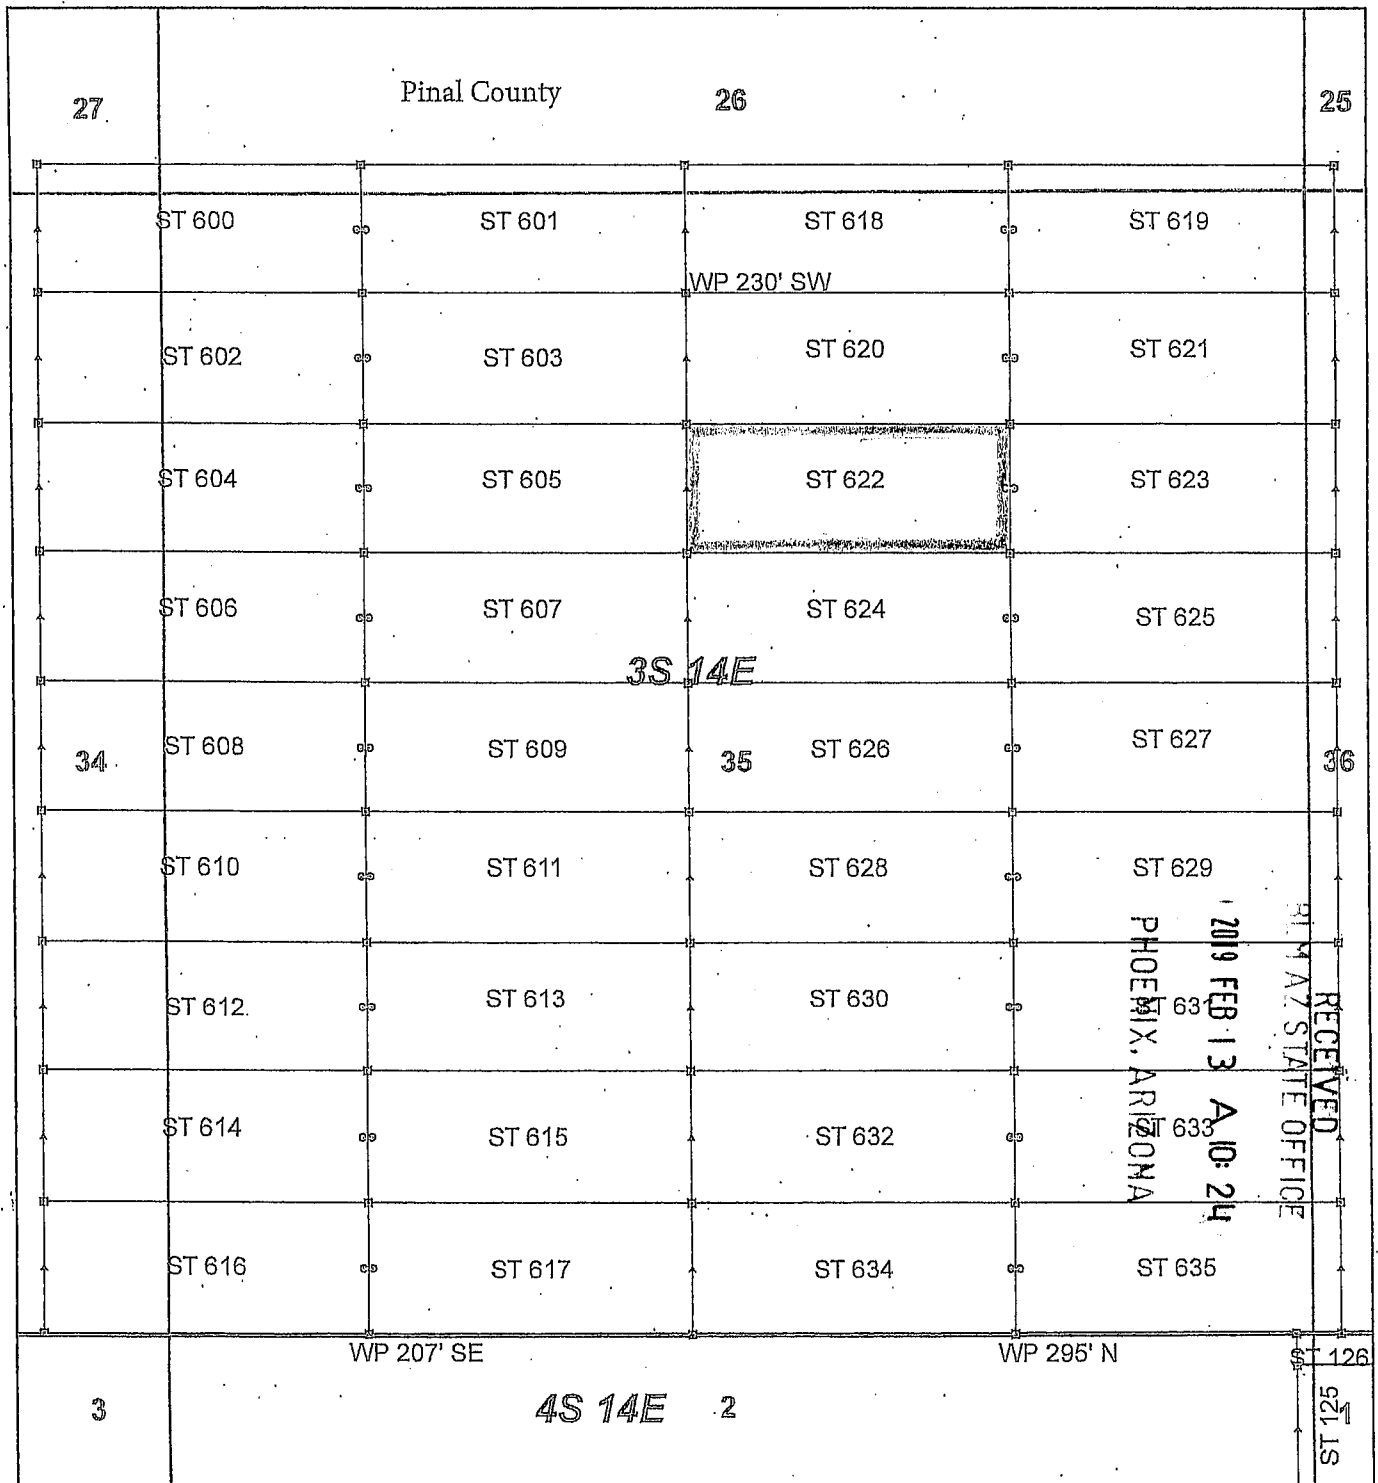 27
Pinal County
26
25
ST 600
ST 601
ST 618
ST 619
WP 230' SW
ST 602
ST 603
ST 620
ST 621
ST 604
ST 605
ST 622
ST 623
ST 606
ST 607
ST 624
ST 625
3S 14E
34
ST 608
ST 609
35
ST 626
ST 627
36
ST 610
ST 611
ST 628
ST 629
ST 612
ST 613
ST 630
ST 631
ST 614
ST 615
ST 632
ST 633
ST 616
ST 617
ST 634
ST 635
RECEIVED
BLM AZ STATE OFFICE
2019 FEB 13 A 10: 24
PHOENIX, ARIZONA
WP 207' SE
WP 295' N
ST 126
3
4S 14E
2
ST 125
1